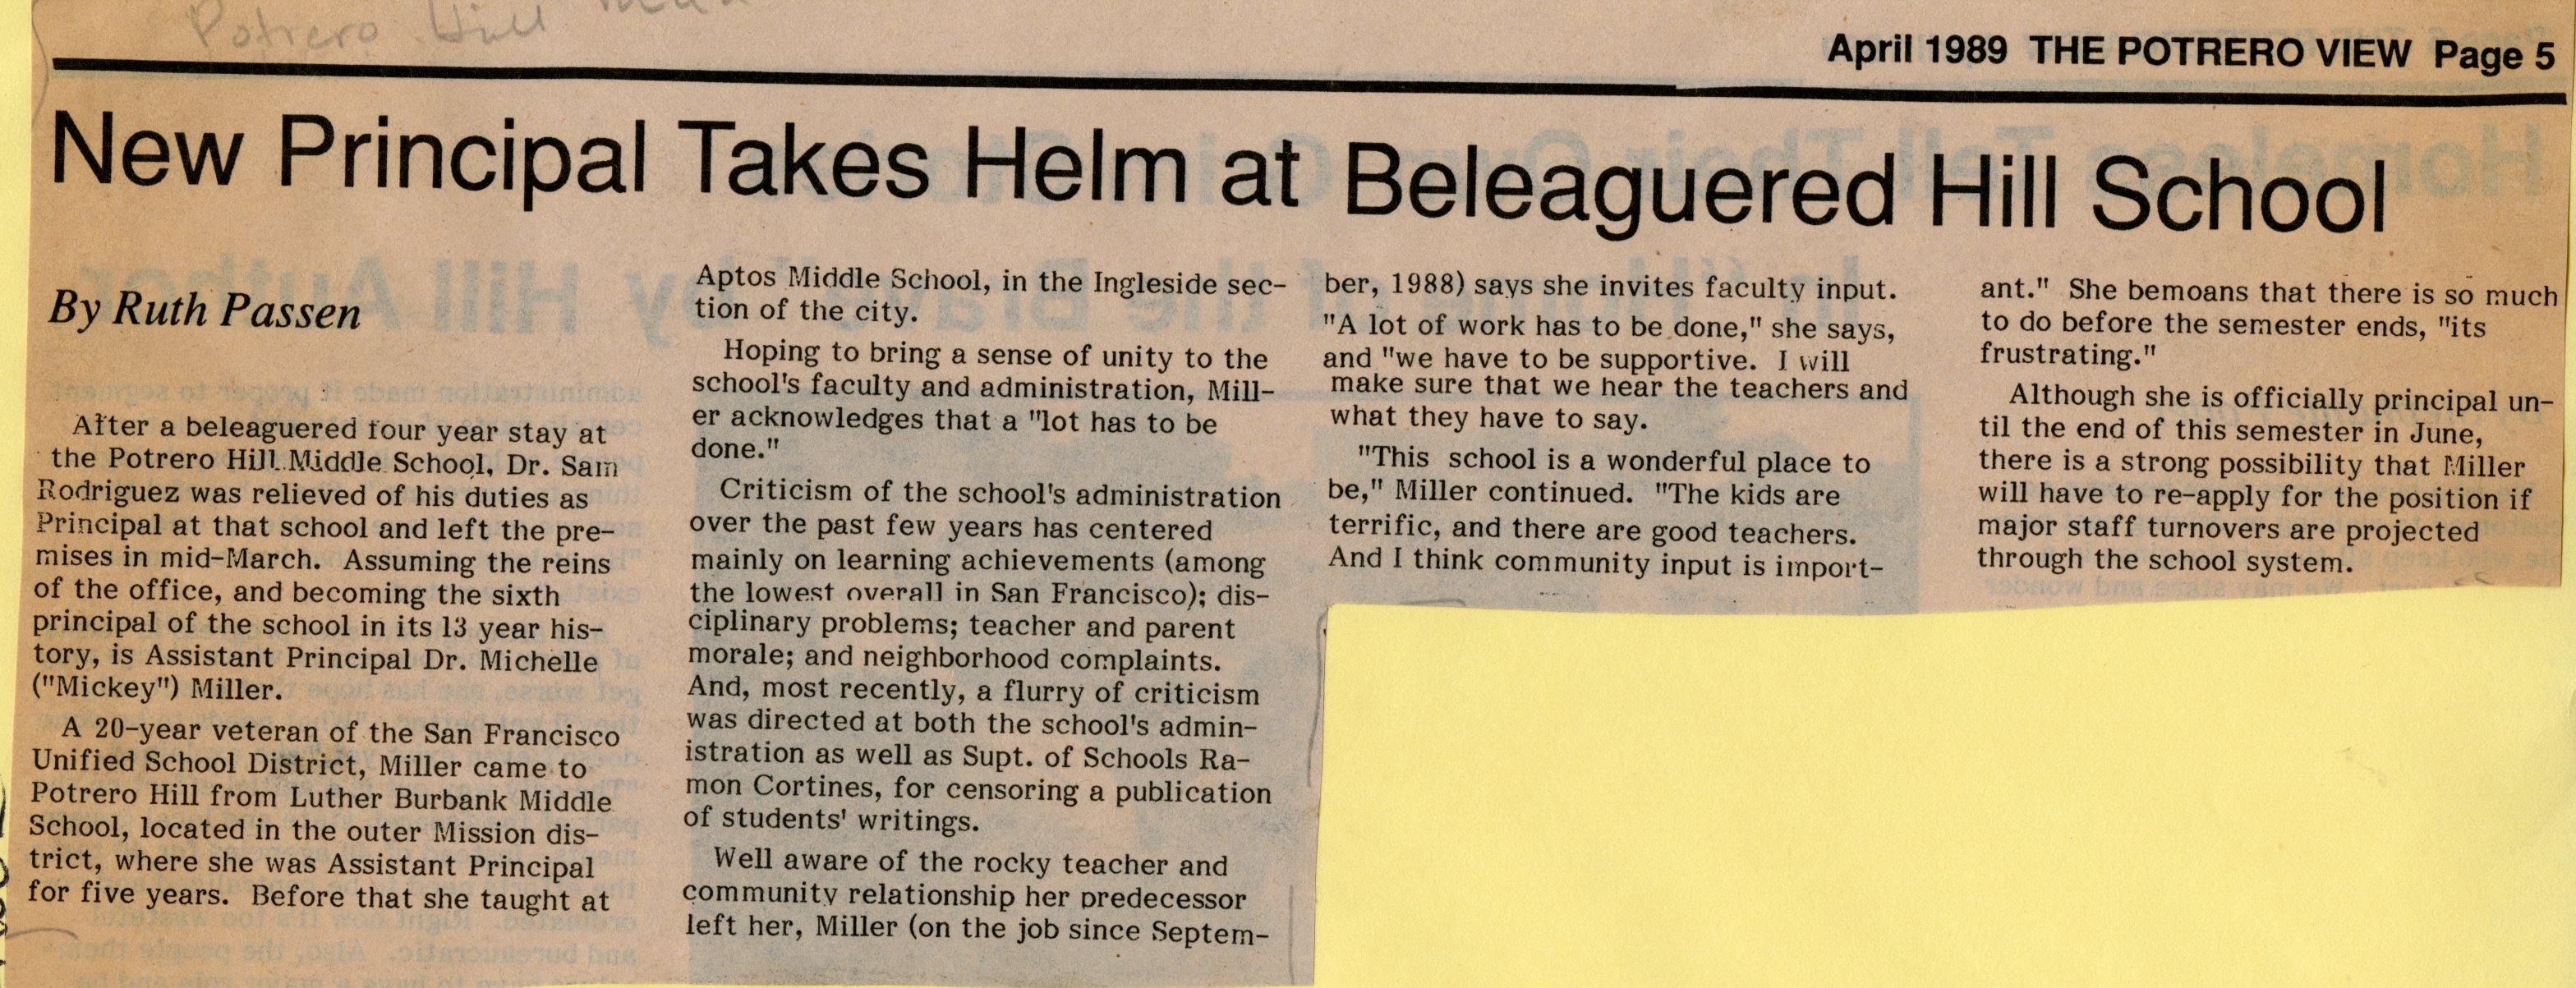 Potrero Hill
April 1989 THE POTRERO VIEW Page 5
New Principal Takes Helm at Beleaguered Hill School
By Ruth Passen
After a beleaguered four year stay at
the Potrero Hill Middle School, Dr. Sam
Rodriguez was relieved of his duties as
Principal at that school and left the pre-
mises in mid-March. Assuming the reins
of the office, and becoming the sixth
principal of the school in its 13 year his-
tory, is Assistant Principal Dr. Michelle
("Mickey") Miller.
A 20-year veteran of the San Francisco
Unified School District, Miller came to
Potrero Hill from Luther Burbank Middle
School, located in the outer Mission dis-
trict, where she was Assistant Principal
for five years. Before that she taught at
Aptos Middle School, in the Ingleside sec-
tion of the city.
Hoping to bring a sense of unity to the
school's faculty and administration, Mill-
er acknowledges that a "lot has to be
done."
Criticism of the school's administration
over the past few years has centered
mainly on learning achievements (among
the lowest overall in San Francisco); dis-
ciplinary problems; teacher and parent
morale; and neighborhood complaints.
And, most recently, a flurry of criticism
was directed at both the school's admin-
istration as well as Supt. of Schools Ra-
mon Cortines, for censoring a publication
of students' writings.
Well aware of the rocky teacher and
community relationship her predecessor
left her, Miller (on the job since Septem-
ber, 1988) says she invites faculty input.
"A lot of work has to be done," she says,
and "we have to be supportive. I will
make sure that we hear the teachers and
what they have to say.
"This school is a wonderful place to
be," Miller continued. "The kids are
terrific, and there are good teachers.
And I think community input is import-
ant." She bemoans that there is so much
to do before the semester ends, "its
frustrating."
Although she is officially principal un-
til the end of this semester in June,
there is a strong possibility that Miller
will have to re-apply for the position if
major staff turnovers are projected
through the school system.